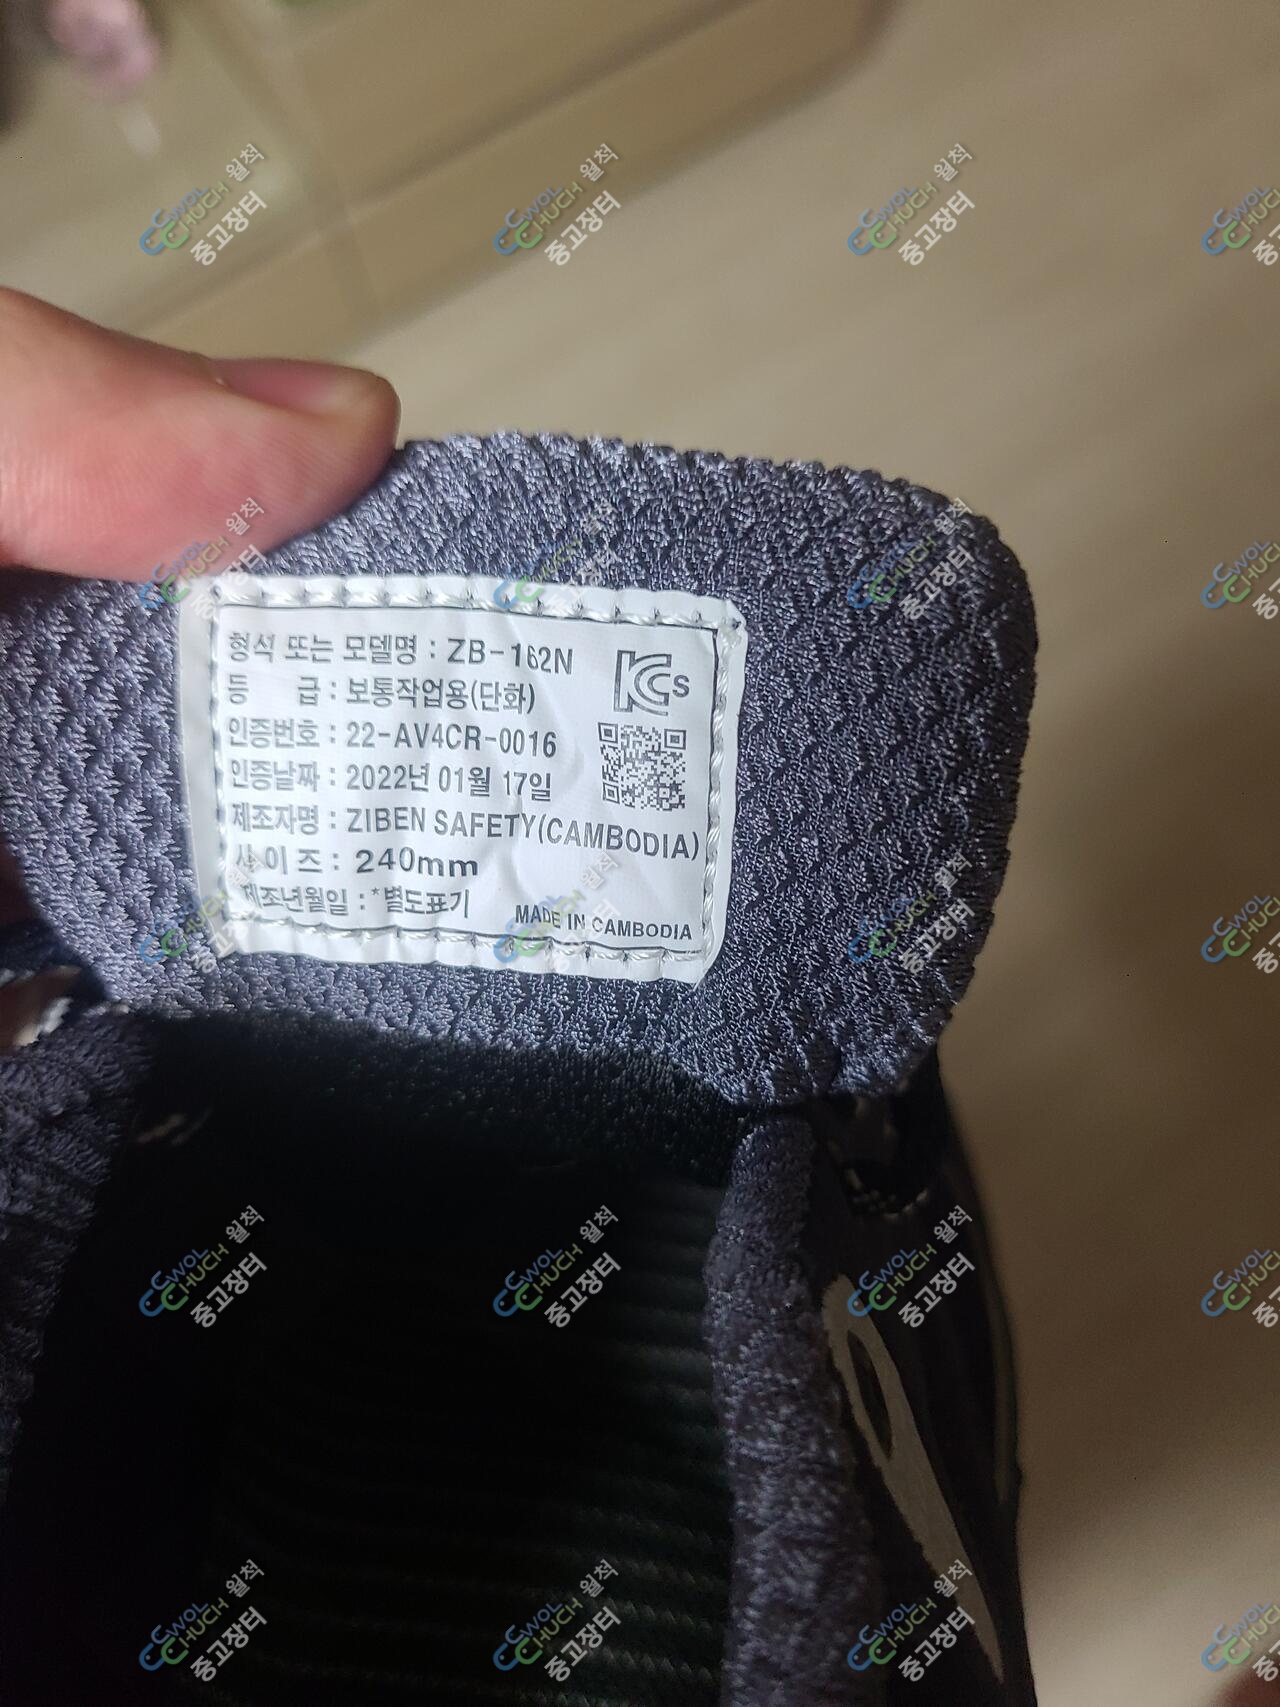 형식 또는 모델명 : ZB-162N
등 급 : 보통작업용(단화)
인증번호 : 22-AV4CR-0016
인증날짜 : 2022년 01월 17일
제조자명 : ZIBEN SAFETY(CAMBODIA)
사 이 즈 : 240mm
제조년월일 : *별도표기
MADE IN CAMBODIA
KCs
CWOL
CHUCH 월척
중고장터